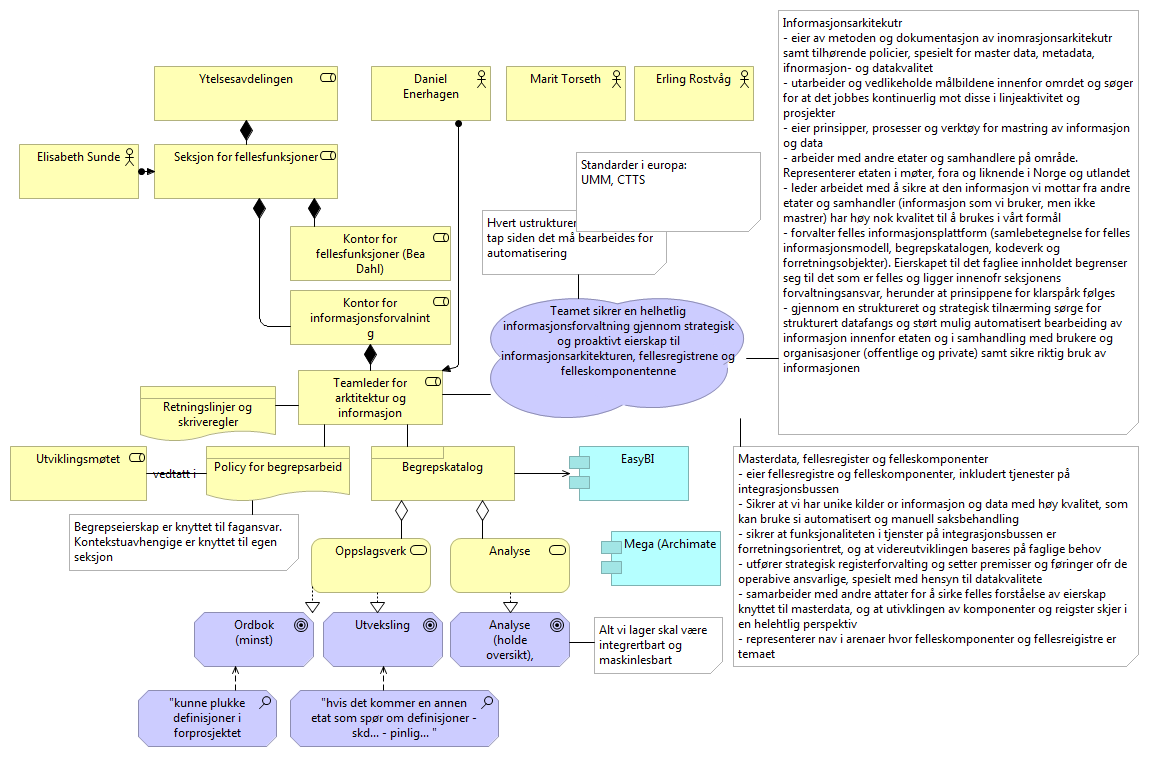 Ytelsesavdelingen
Daniel
Enerhagen
Marit Torseth
Erling Rostvåg
Elisabeth Sunde
Seksjon for fellesfunksjoner
Kontor for
fellesfunksjoner (Bea
Dahl)
Kontor for
informasjonsforvalnin
g
Teamleder for
arktitektur og
informasjon
Standarder i europa:
UMM, CTTS
Hvert ustrukturer
tap siden det må bearbeides for
automatisering
Teamet sikrer en helhetlig
informasjonsforvaltning gjennom strategisk
og proaktivt eierskap til
informasjonsarkitekturen, fellesregistrene og
felleskomponentenne
Informasjonsarkitekutr
- eier av metoden og dokumentasjon av inomrasjonsarkitekutr
samt tilhørende policier, spesielt for master data, metadata,
ifnormasjon- og datakvalitet
- utarbeider og vedlikeholde målbildene innenfor omrdet og søger
for at det jobbes kontinuerlig mot disse i linjeaktivitet og
prosjekter
- eier prinsipper, prosesser og verktøy for mastring av informasjon
og data
- arbeider med andre etater og samhandlere på område.
Representerer etaten i møter, fora og liknende i Norge og utlandet
- leder arbeidet med å sikre at den informasjon vi mottar fra andre
etater og samhandler (informasjon som vi bruker, men ikke
mastrer) har høy nok kvalitet til å brukes i vårt formål
- forvalter felles informasjonsplattform (samlebetegnelse for felles
informasjonsmodell, begrepskatalogen, kodeverk og
forretningsobjekter). Eierskapet til det fagliee innholdet begrenser
seg til det som er felles og ligger innenofr seksjonens
forvaltningsansvar, herunder at prinsippene for klarspårk følges
- gjennom en struktureret og strategisk tilnærming sørge for
strukturert datafangs og størt mulig automatisert bearbeiding av
informasjon innenfor etaten og i samhandling med brukere og
organisasjoner (offentlige og private) samt sikre riktig bruk av
informasjonen
Retningslinjer og
skriveregler
Utviklingsmøtet
vedtatt i
Policy for begrepsarbeid
Begrepskatalog
EasyBI
Begrepseierskap er knyttet til fagansvar.
Kontekstuavhengige er knyttet til egen
seksjon
Oppslagsverk
Analyse
Mega (Archimate
Ordbok
(minst)
Utveksling
Analyse
(holde
oversikt),
Alt vi lager skal være
integrertbart og
maskinlesbart
"kunne plukke
definisjoner i
forprosjektet
"hvis det kommer en annen
etat som spør om definisjoner -
skd... - pinlig... "
Masterdata, fellesregister og felleskomponenter
- eier fellesregistre og felleskomponenter, inkludert tjenester på
integrasjonsbussen
- Sikrer at vi har unike kilder or informasjon og data med høy kvalitet, som
kan bruke si automatisert og manuell saksbehandling
- sikrer at funksjonaliteten i tjenster på integrasjonsbussen er
forretningsorientret, og at videreutviklingen baseres på faglige behov
- utfører strategisk registerforvalting og setter premisser og føringer ofr de
operabive ansvarlige, spesielt med hensyn til datakvalitete
- samarbeider med andre attater for å sirke felles forståelse av eierskap
knyttet til masterdata, og at utivklingen av komponenter og reigster skjer i
en helehtlig perspektiv
- representerer nav i arenaer hvor felleskomponenter og fellesreigistre er
temaet